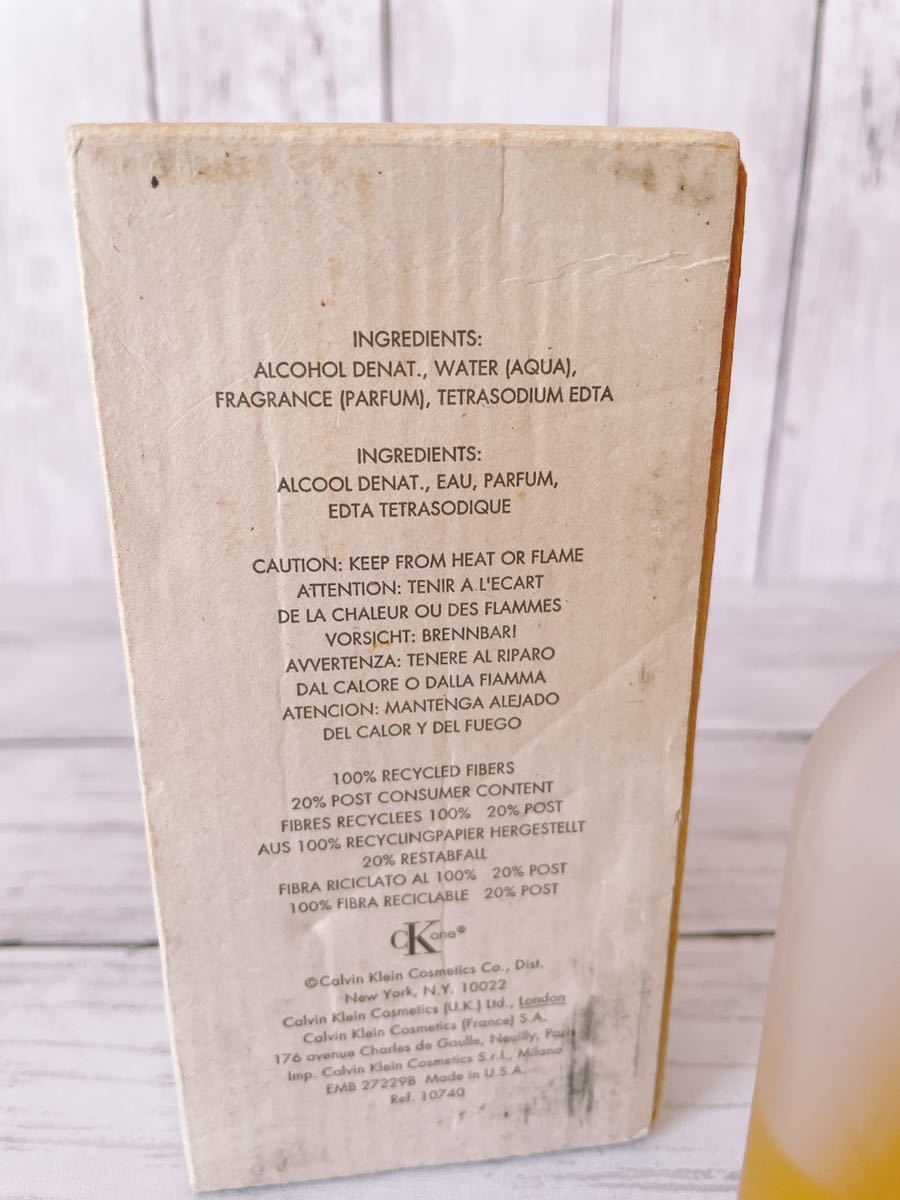 INGREDIENTS:
ALCOHOL DENAT., WATER (AQUA),
FRAGRANCE (PARFUM), TETRASODIUM EDTA
INGREDIENTS:
ALCOOL DENAT., EAU, PARFUM,
EDTA TETRASODIQUE
CAUTION: KEEP FROM HEAT OR FLAME
ATTENTION: TENIR A L'ECART
DE LA CHALEUR OU DES FLAMMES
VORSICHT: BRENNBAR!
AVVERTENZA: TENERE AL RIPARO
DAL CALORE O DALLA FIAMMA
ATENCION: MANTENGA ALEJADO
DEL CALOR Y DEL FUEGO
100% RECYCLED FIBERS
20% POST CONSUMER CONTENT
FIBRES RECYCLEES 100% 20% POST
AUS 100% RECYCLINGPAPIER HERGESTELLT
20% RESTABFALL
FIBRA RICICLATO AL 100% 20% POST
100% FIBRA RECICLABLE 20% POST
cK one®
©Calvin Klein Cosmetics Co., Dist.
New York, N.Y. 10022
Calvin Klein Cosmetics (U.K.) Ltd., London
Calvin Klein Cosmetics (France) S.A.
176 avenue Charles de Gaulle, Neuilly, Paris
Imp. Calvin Klein Cosmetics S.r.l., Milano
EMB 27229B Made in U.S.A.
Ref. 10740